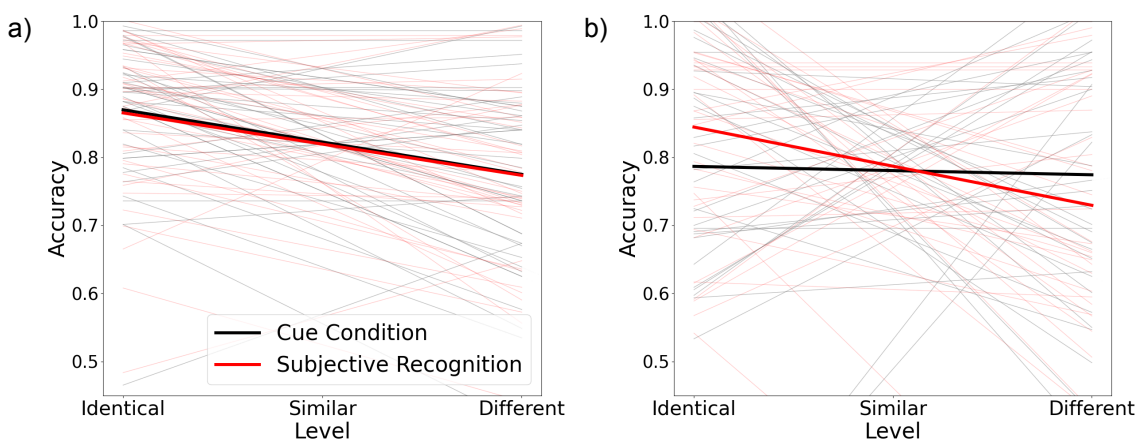 a)
1.0
0.9
0.8
0.7
0.6
0.5
Accuracy
Cue Condition
Subjective Recognition
Identical Similar Different
Level
b)
1.0
0.9
0.8
0.7
0.6
0.5
Accuracy
Identical Similar Different
Level